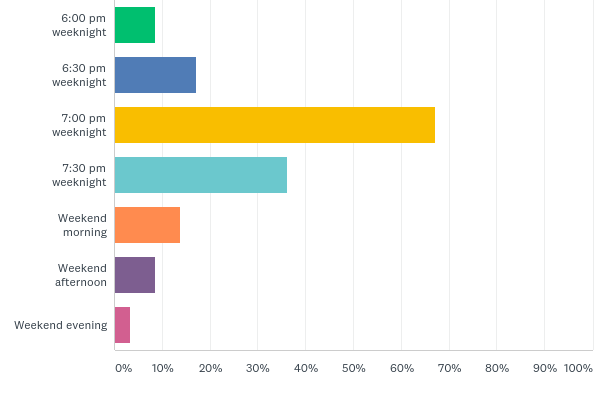 6:00 pm
weeknight
6:30 pm
weeknight
7:00 pm
weeknight
7:30 pm
weeknight
Weekend
morning
Weekend
afternoon
Weekend evening
0% 10% 20% 30% 40% 50% 60% 70% 80% 90% 100%